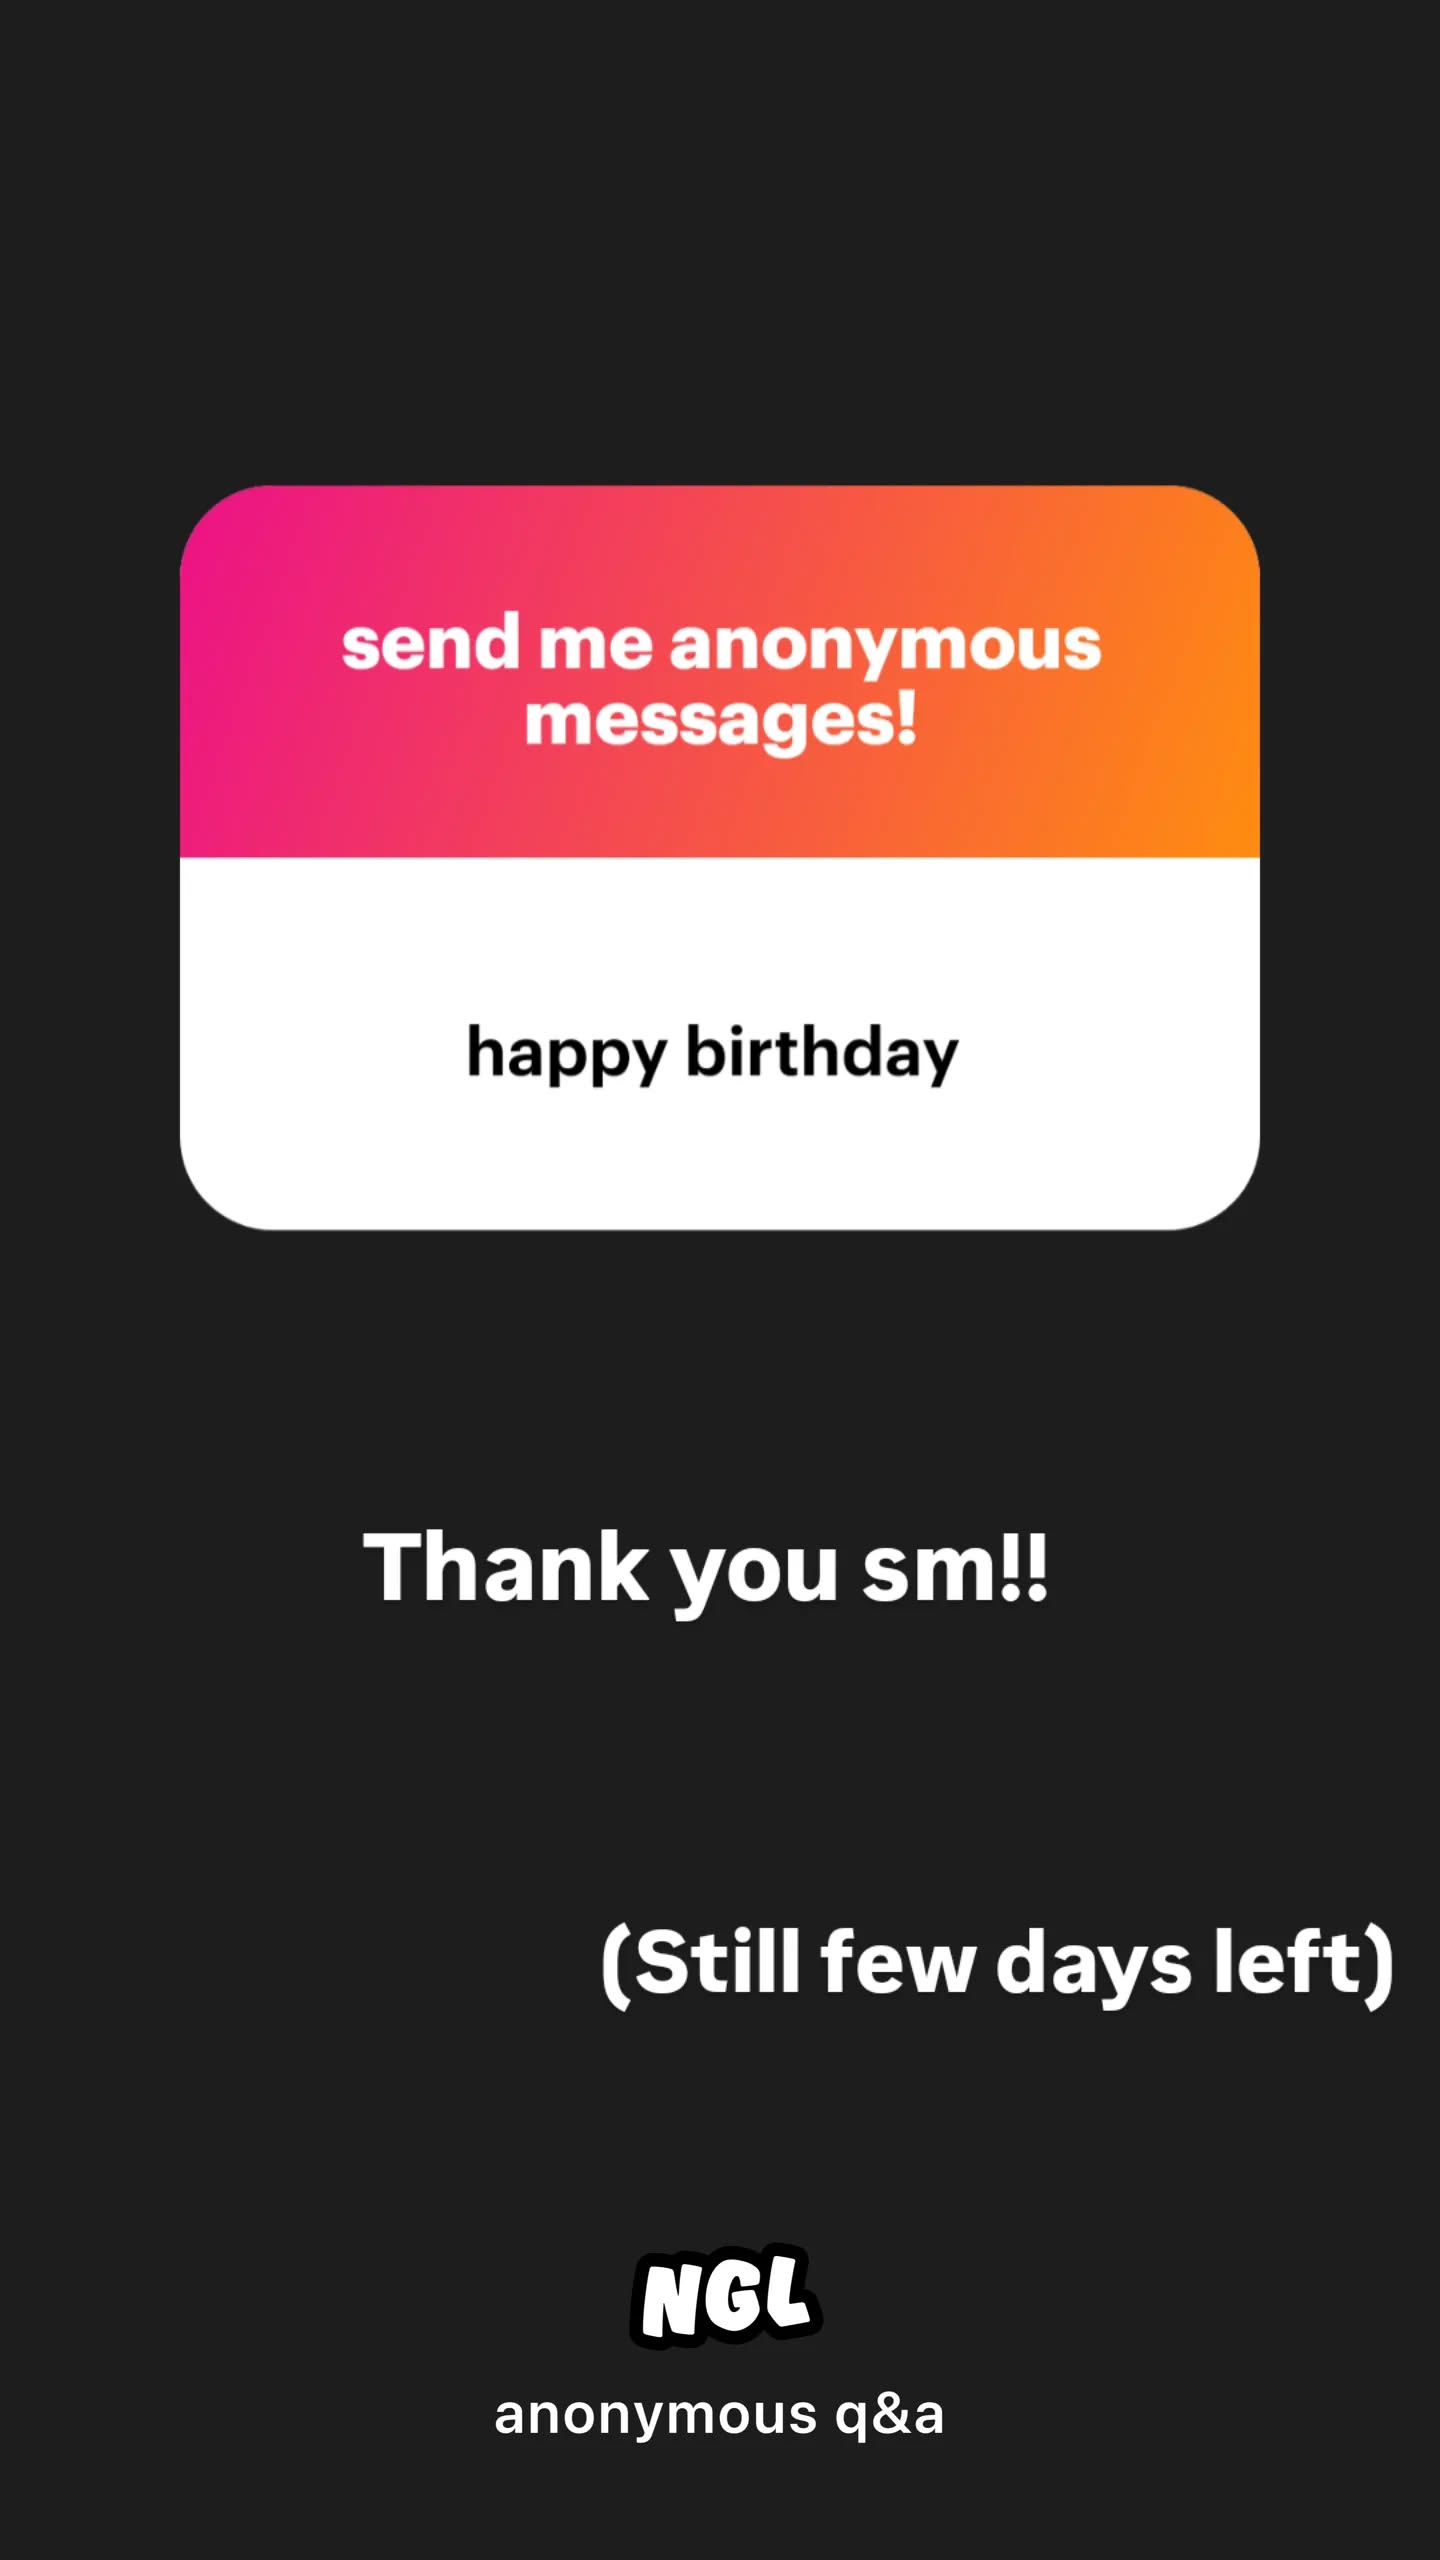 send me anonymous
messages!
happy birthday
Thank you sm!!
(Still few days left)
NGL
anonymous q&a